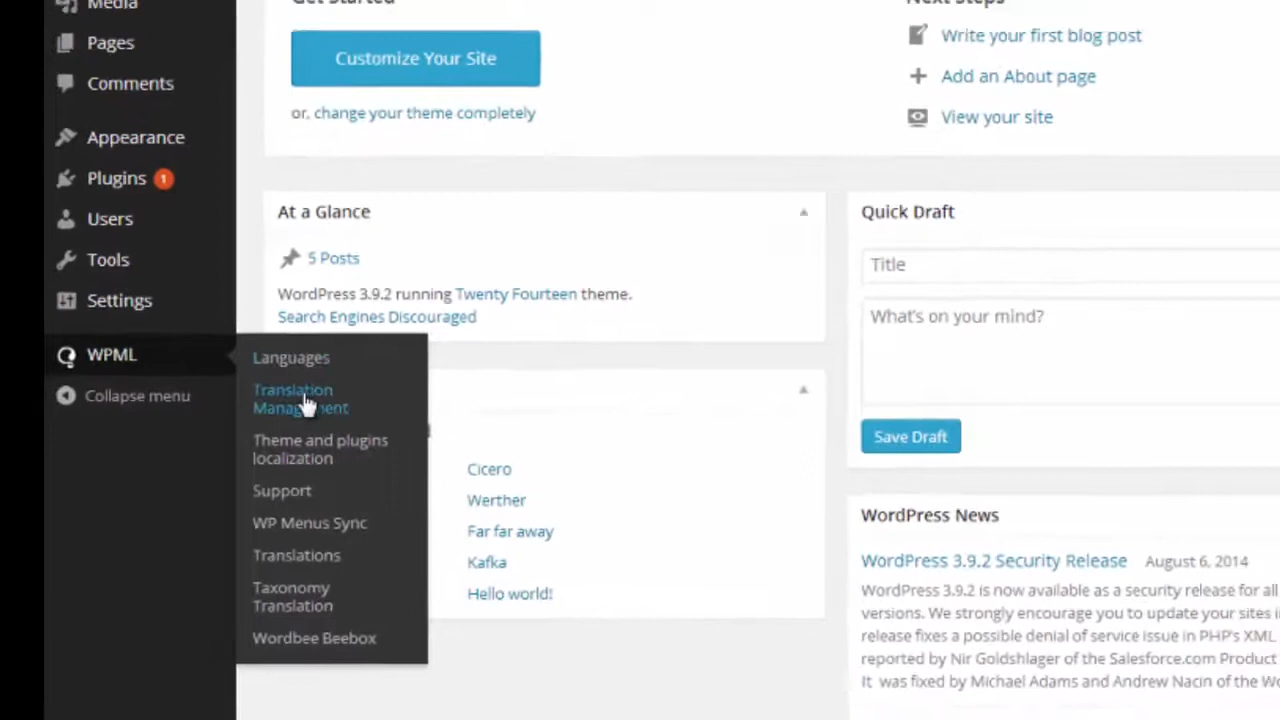 Get Started
Next Steps
Media
Pages
Comments
Appearance
Plugins 1
Users
Tools
Settings
WPML
Collapse menu
Languages
Translation
Management
Theme and plugins
localization
Support
WP Menus Sync
Translations
Taxonomy
Translation
Wordbee Beebox
Customize Your Site
or, change your theme completely
Write your first blog post
Add an About page
View your site
At a Glance
5 Posts
WordPress 3.9.2 running Twenty Fourteen theme.
Search Engines Discouraged
Cicero
Werther
Far far away
Kafka
Hello world!
Quick Draft
Title
What's on your mind?
Save Draft
WordPress News
WordPress 3.9.2 Security Release August 6, 2014
WordPress 3.9.2 is now available as a security release for all
versions. We strongly encourage you to update your sites
release fixes a possible denial of service issue in PHP's XML
reported by Nir Goldshlager of the Salesforce.com Product
It was fixed by Michael Adams and Andrew Nacin of the